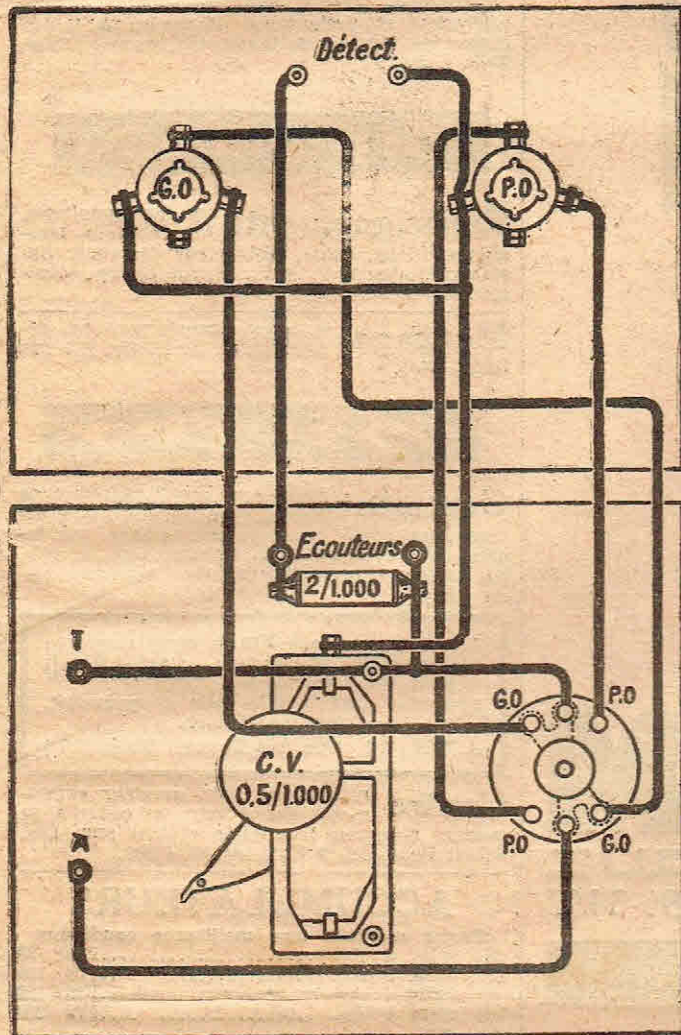 Détect.
G.O
P.O
Ecouteurs
2/1.000
T
G.O
P.O
C.V.
0,5/1.000
P.O
G.O
A